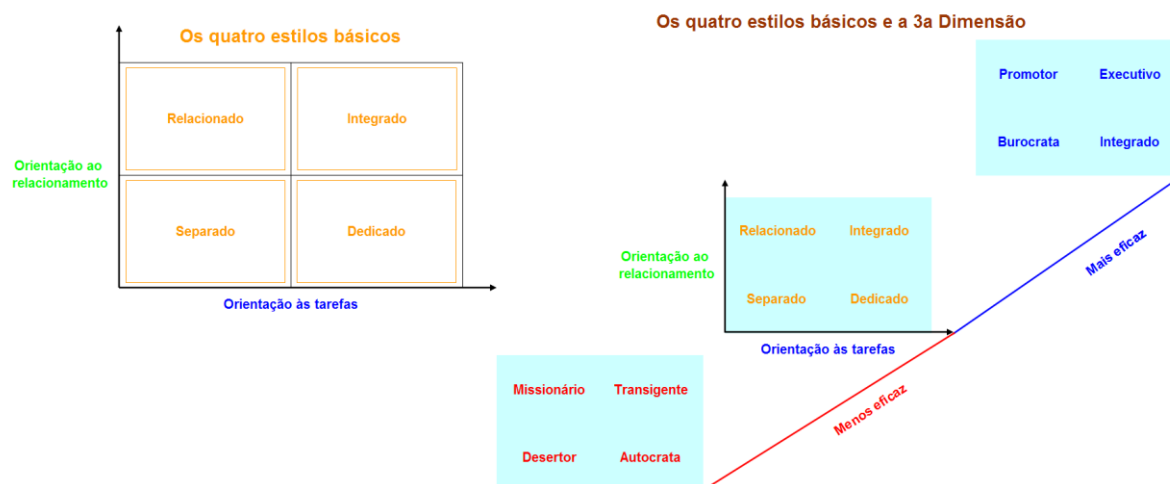 Os quatro estilos básicos
Relacionado
Integrado
Orientação ao
relacionamento
Separado
Dedicado
Orientação às tarefas
Os quatro estilos básicos e a 3a Dimensão
Promotor
Executivo
Burocrata
Integrado
Relacionado
Integrado
Orientação ao
relacionamento
Separado
Dedicado
Orientação às tarefas
Mais eficaz
Missionário
Transigente
Menos eficaz
Desertor
Autocrata